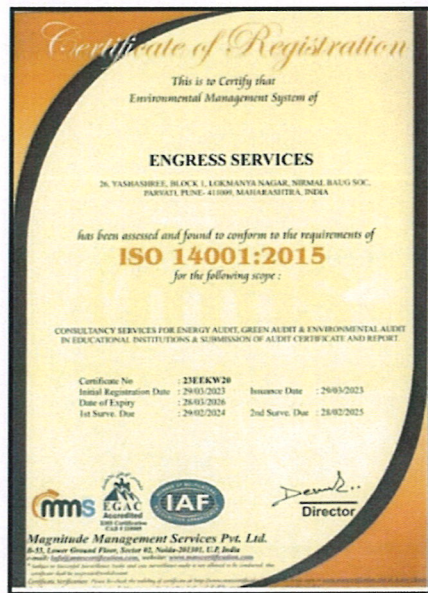 Certificate of Registration
This is to Certify that
Environmental Management System of
ENGRESS SERVICES
26, YASHASHREE, BLOCK 1, LOKMANYA NAGAR, NIRMAL BAUG SOC.
PARVATI, PUNE- 411009, MAHARASHTRA, INDIA
has been assessed and found to conform to the requirements of
ISO 14001:2015
for the following scope :
CONSULTANCY SERVICES FOR ENERGY AUDIT, GREEN AUDIT & ENVIRONMENTAL AUDIT
IN EDUCATIONAL INSTITUTIONS & SUBMISSION OF AUDIT CERTIFICATE AND REPORT
Certificate No : 23EEKW20
Initial Registration Date : 29/03/2023 Issuance Date : 29/03/2023
Date of Expiry : 28/03/2026
1st Surve. Due : 29/02/2024 2nd Surve. Due : 28/02/2025
mms
EGAC
Accredited
IAF
Director
Magnitude Management Services Pvt. Ltd.
D-53, Lower Ground Floor, Sector 02, Noida-201301, U.P, India